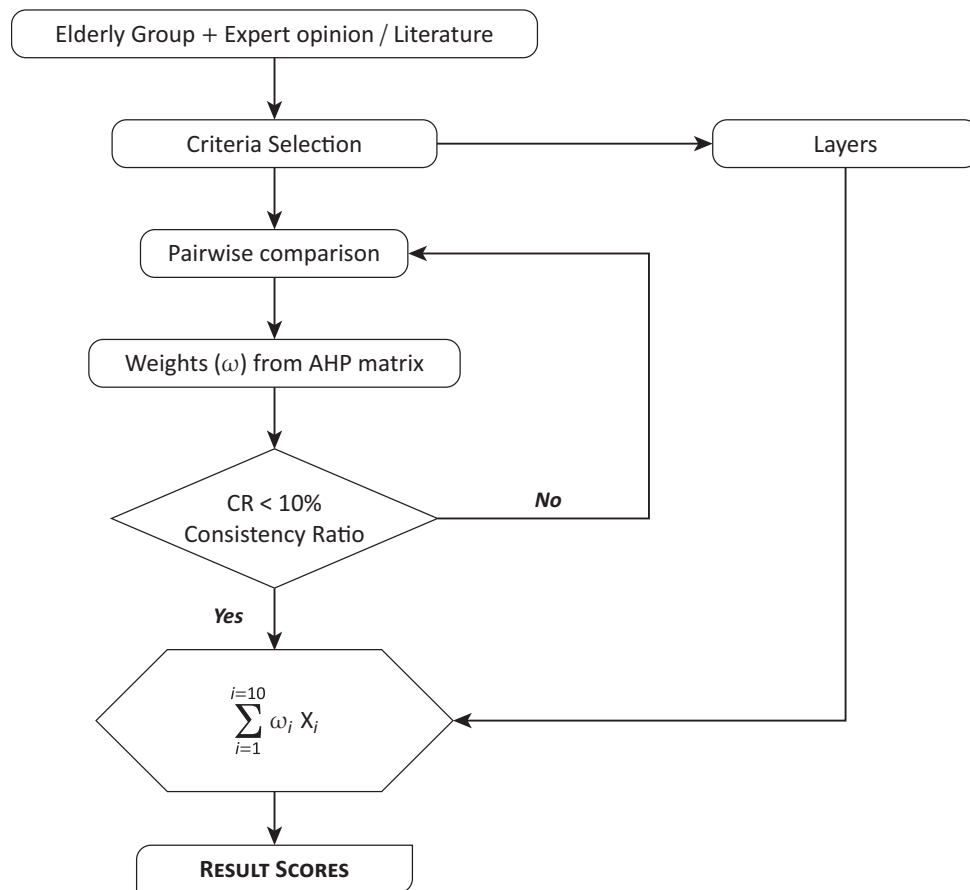 Elderly Group + Expert opinion / Literature
Criteria Selection
Layers
Pairwise comparison
Weights (ω) from AHP matrix
CR < 10%
Consistency Ratio
No
Yes
i=10
∑ ωᵢ Xᵢ
i=1
RESULT SCORES